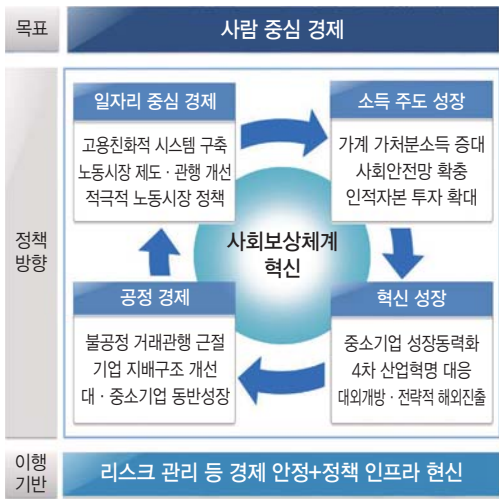 목표
사람 중심 경제
정책
방향
일자리 중심 경제
고용친화적 시스템 구축
노동시장 제도·관행 개선
적극적 노동시장 정책
소득 주도 성장
가계 가처분소득 증대
사회안전망 확충
인적자본 투자 확대
사회보상체계
혁신
공정 경제
불공정 거래관행 근절
기업 지배구조 개선
대·중소기업 동반성장
혁신 성장
중소기업 성장동력화
4차 산업혁명 대응
대외개방·전략적 해외진출
이행
기반
리스크 관리 등 경제 안정+정책 인프라 현신